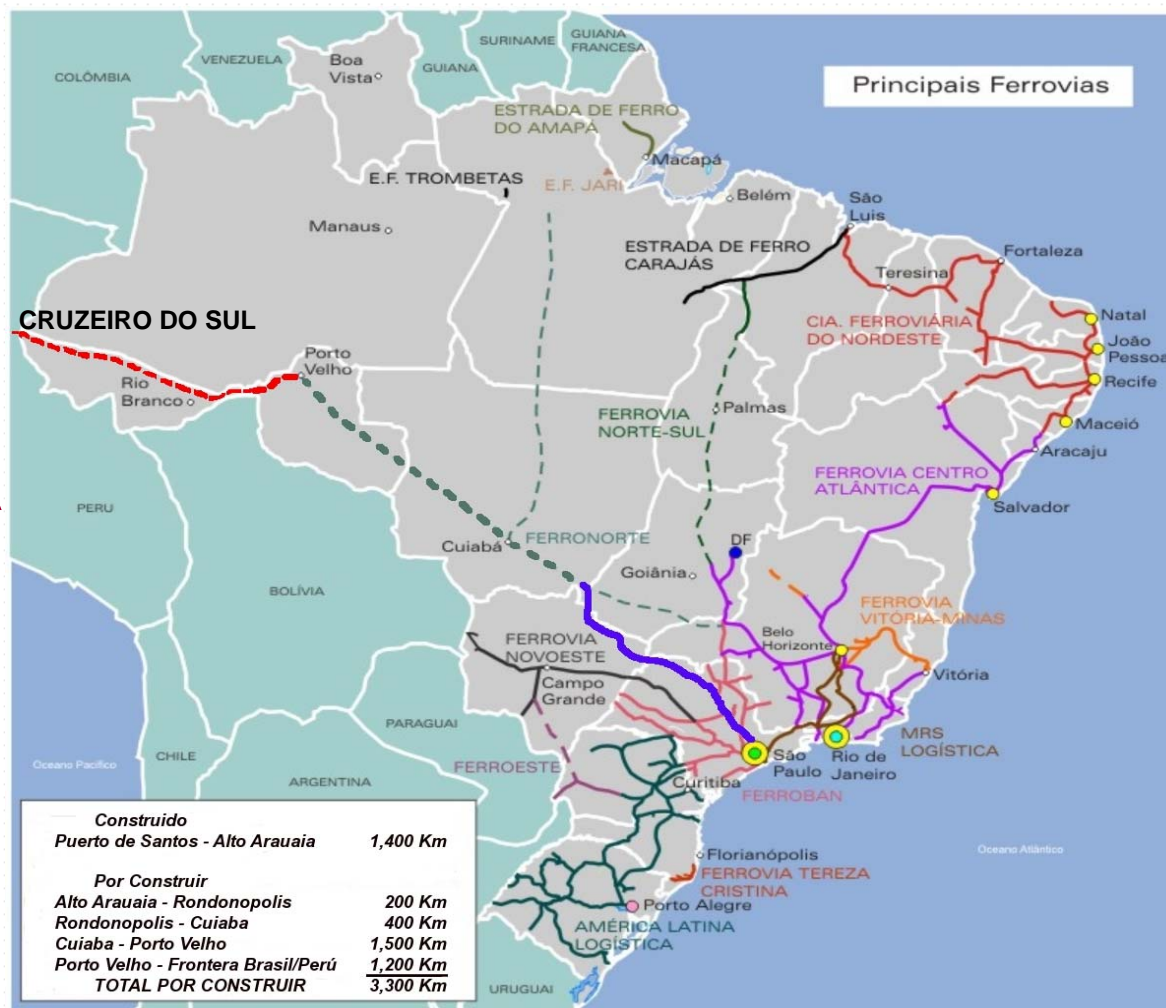 Principais Ferrovias
COLÔMBIA
VENEZUELA
Boa
Vista
GUIANA
SURINAME
GUIANA
FRANCESA
ESTRADA DE FERRO
DO AMAPÁ
Macapá
E.F. TROMBETAS
E.F. JARI
Belém
São
Luis
Manaus
ESTRADA DE FERRO
CARAJÁS
Teresina
Fortaleza
CRUZEIRO DO SUL
CIA. FERROVIÁRIA
DO NORDESTE
Natal
João
Pessoa
Porto
Velho
Rio
Branco
Recife
FERROVIA
NORTE-SUL
Palmas
Maceió
Aracaju
FERROVIA CENTRO
ATLÂNTICA
Salvador
PERU
Cuiabá
FERRONORTE
DF
Goiânia
BOLÍVIA
FERROVIA
VITÓRIA-MINAS
Belo
Horizonte
FERROVIA
NOVOESTE
Vitória
Campo
Grande
PARAGUAI
MRS
LOGÍSTICA
CHILE
Oceano Pacífico
ARGENTINA
FERROESTE
São
Paulo
Rio de
Janeiro
Curitiba
FERROBAN
Construido
Puerto de Santos - Alto Arauaia 1,400 Km
Por Construir
Alto Arauaia - Rondonopolis 200 Km
Rondonopolis - Cuiaba 400 Km
Cuiaba - Porto Velho 1,500 Km
Porto Velho - Frontera Brasil/Perú 1,200 Km
TOTAL POR CONSTRUIR 3,300 Km
Oceano Atlântico
Florianópolis
FERROVIA TEREZA
CRISTINA
Porto Alegre
AMÉRICA LATINA
LOGÍSTICA
URUGUAI